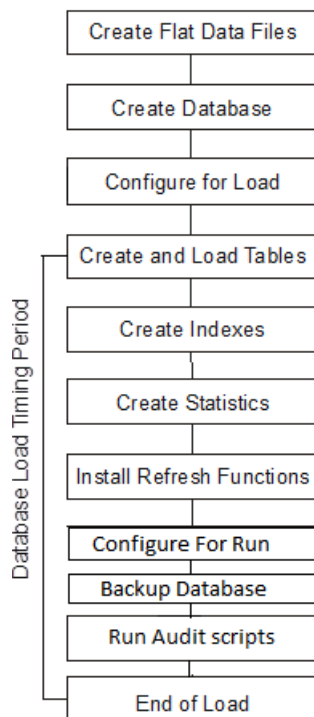 Create Flat Data Files
Create Database
Configure for Load
Create and Load Tables
Create Indexes
Create Statistics
Install Refresh Functions
Configure For Run
Backup Database
Run Audit scripts
End of Load
Database Load Timing Period